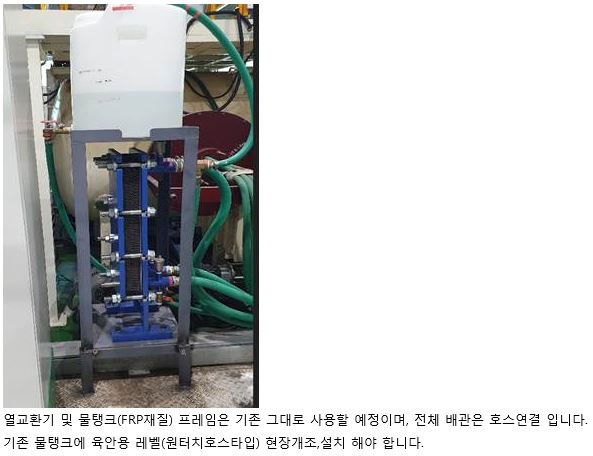 열교환기 및 물탱크(FRP재질) 프레임은 기존 그대로 사용할 예정이며, 전체 배관은 호스연결 입니다.
기존 물탱크에 육안용 레벨(원터치호스타입) 현장개조,설치 해야 합니다.